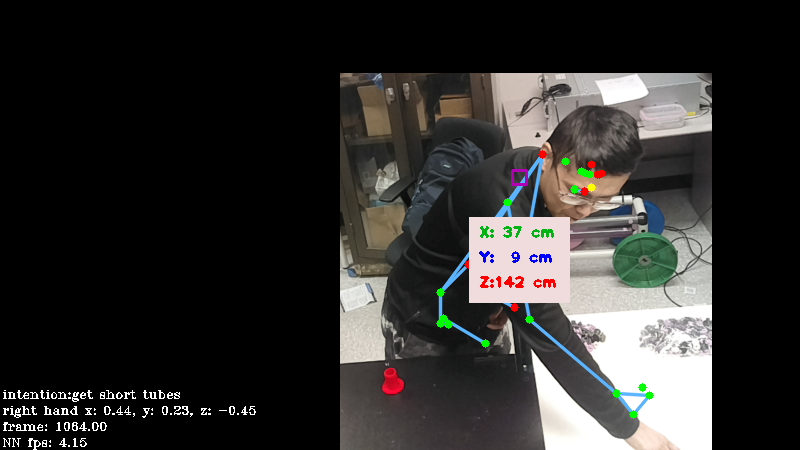 X: 37 cm
Y: 9 cm
Z:142 cm
intention:get short tubes
right hand x: 0.44, y: 0.23, z: -0.45
frame: 1064.00
NN fps: 4.15